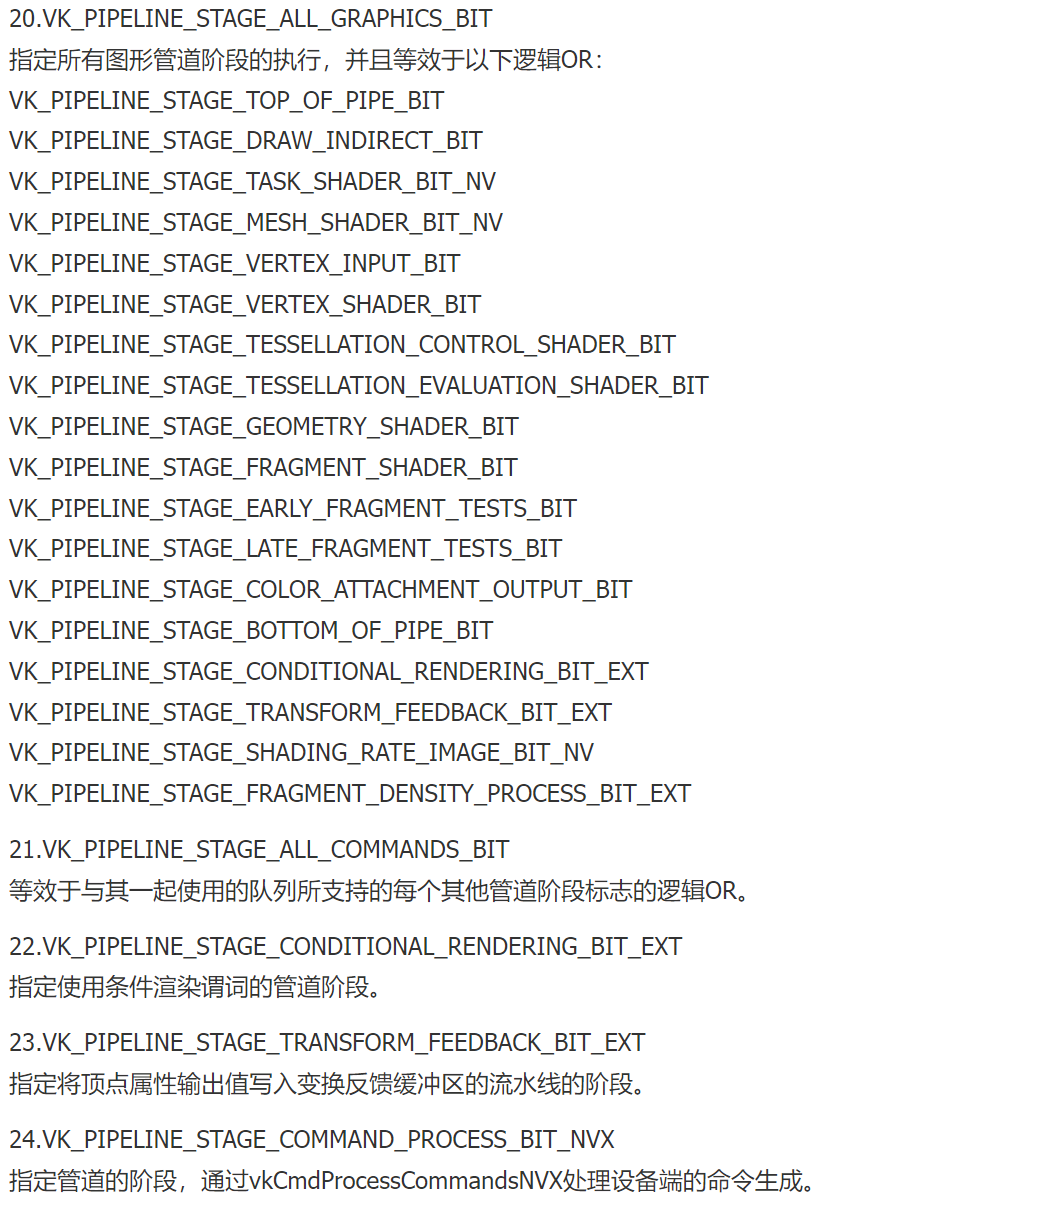 20.VK_PIPELINE_STAGE_ALL_GRAPHICS_BIT
指定所有图形管道阶段的执行，并且等效于以下逻辑OR：
VK_PIPELINE_STAGE_TOP_OF_PIPE_BIT
VK_PIPELINE_STAGE_DRAW_INDIRECT_BIT
VK_PIPELINE_STAGE_TASK_SHADER_BIT_NV
VK_PIPELINE_STAGE_MESH_SHADER_BIT_NV
VK_PIPELINE_STAGE_VERTEX_INPUT_BIT
VK_PIPELINE_STAGE_VERTEX_SHADER_BIT
VK_PIPELINE_STAGE_TESSELLATION_CONTROL_SHADER_BIT
VK_PIPELINE_STAGE_TESSELLATION_EVALUATION_SHADER_BIT
VK_PIPELINE_STAGE_GEOMETRY_SHADER_BIT
VK_PIPELINE_STAGE_FRAGMENT_SHADER_BIT
VK_PIPELINE_STAGE_EARLY_FRAGMENT_TESTS_BIT
VK_PIPELINE_STAGE_LATE_FRAGMENT_TESTS_BIT
VK_PIPELINE_STAGE_COLOR_ATTACHMENT_OUTPUT_BIT
VK_PIPELINE_STAGE_BOTTOM_OF_PIPE_BIT
VK_PIPELINE_STAGE_CONDITIONAL_RENDERING_BIT_EXT
VK_PIPELINE_STAGE_TRANSFORM_FEEDBACK_BIT_EXT
VK_PIPELINE_STAGE_SHADING_RATE_IMAGE_BIT_NV
VK_PIPELINE_STAGE_FRAGMENT_DENSITY_PROCESS_BIT_EXT
21.VK_PIPELINE_STAGE_ALL_COMMANDS_BIT
等效于与其一起使用的队列所支持的每个其他管道阶段标志的逻辑OR。
22.VK_PIPELINE_STAGE_CONDITIONAL_RENDERING_BIT_EXT
指定使用条件渲染谓词的管道阶段。
23.VK_PIPELINE_STAGE_TRANSFORM_FEEDBACK_BIT_EXT
指定将顶点属性输出值写入变换反馈缓冲区的流水线的阶段。
24.VK_PIPELINE_STAGE_COMMAND_PROCESS_BIT_NVX
指定管道的阶段，通过vkCmdProcessCommandsNVX处理设备端的命令生成。